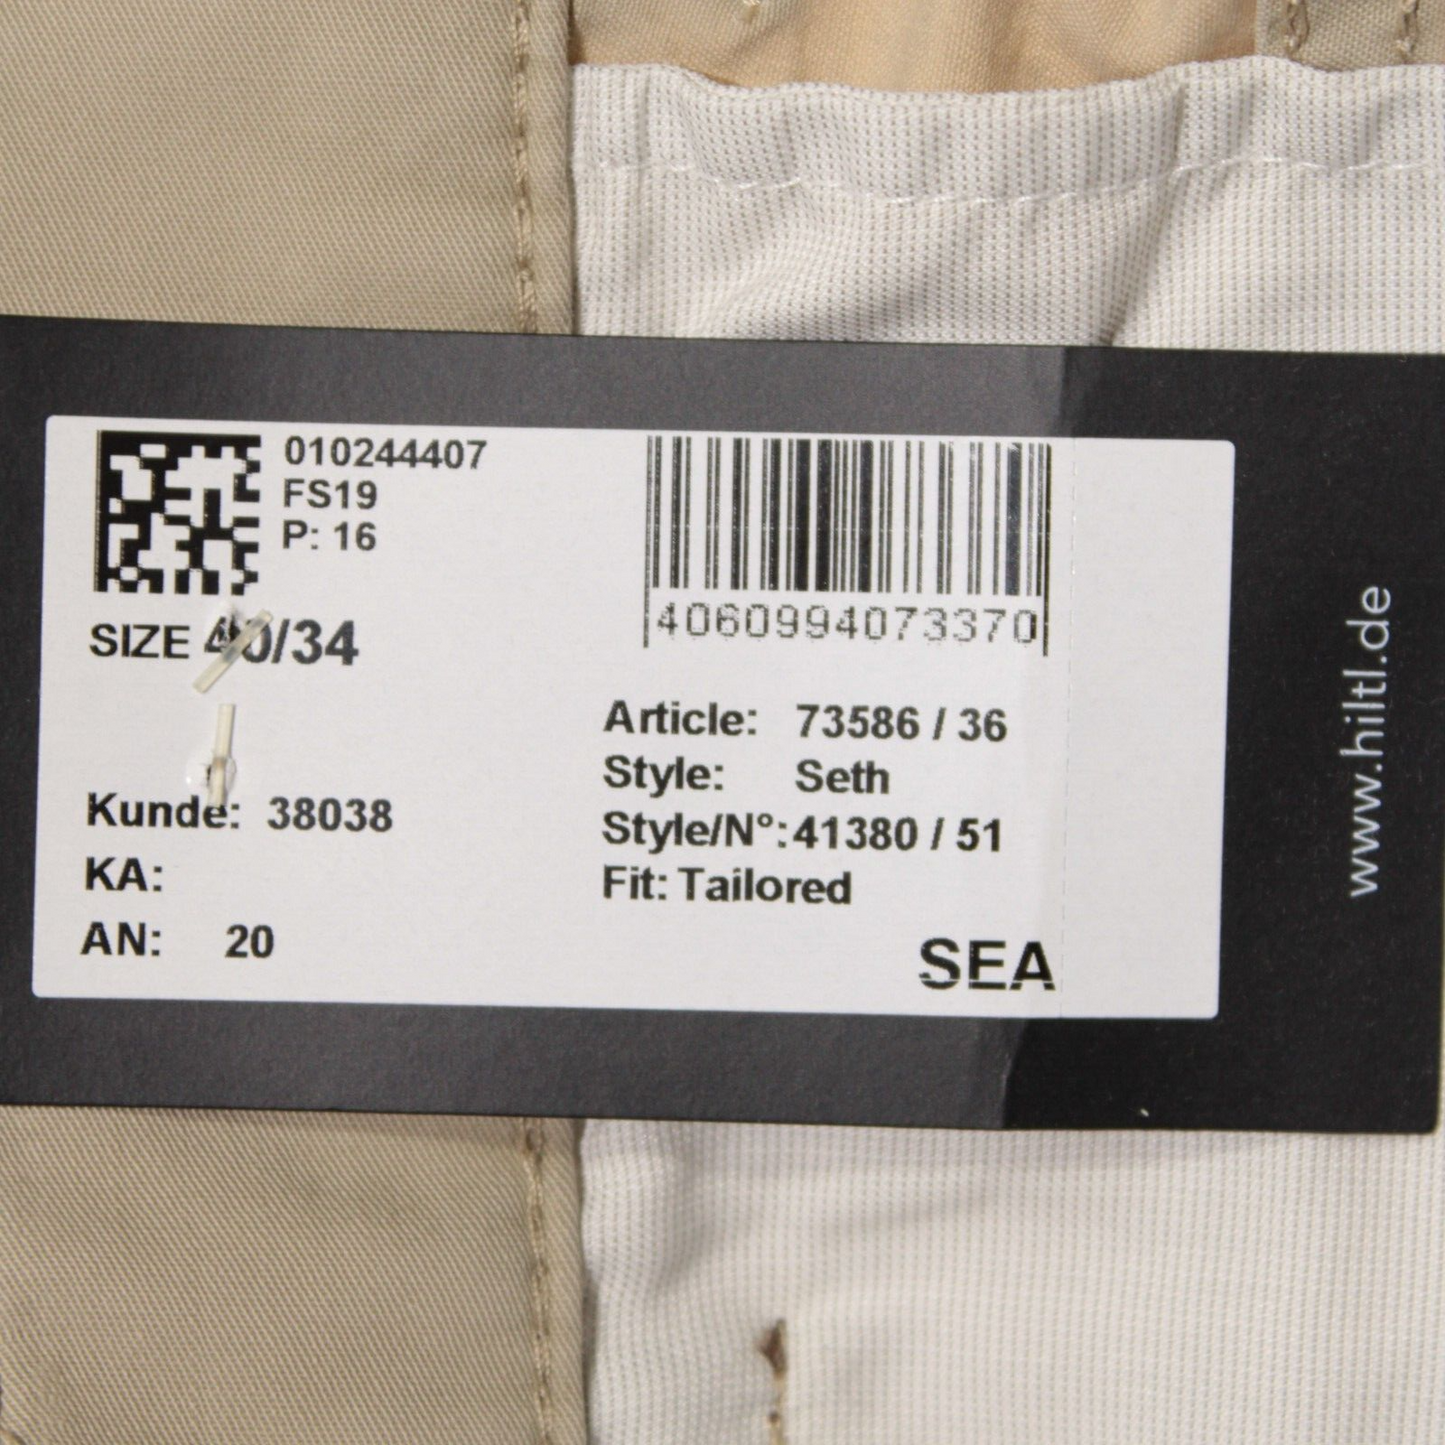 010244407
FS19
P: 16
SIZE 40/34
4060994073370
Kunde: 38038
KA:
AN: 20
Article: 73586 / 36
Style: Seth
Style/N°: 41380 / 51
Fit: Tailored
SEA
www.hiltl.de